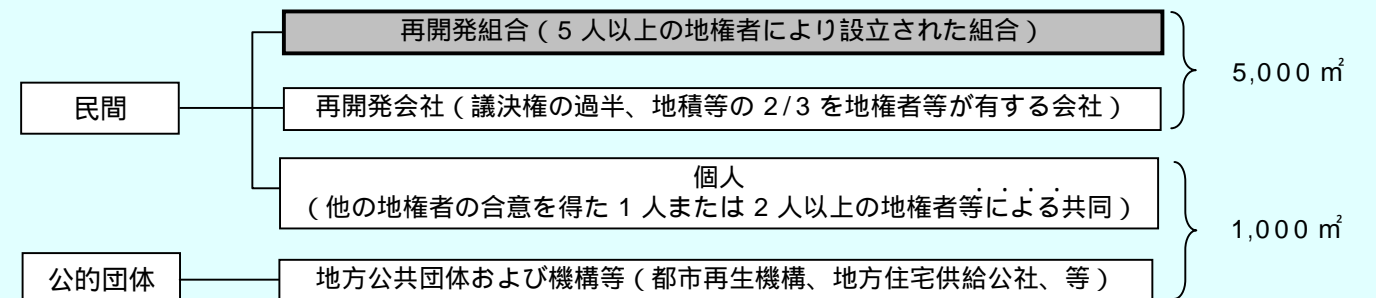 再開発組合（5人以上の地権者により設立された組合）
5,000 ㎡
民間
再開発会社（議決権の過半、地積等の 2/3 を地権者等が有する会社）
個人
（他の地権者の合意を得た 1 人または 2 人以上の地権者等による共同）
1,000 ㎡
公的団体
地方公共団体および機構等（都市再生機構、地方住宅供給公社、等）